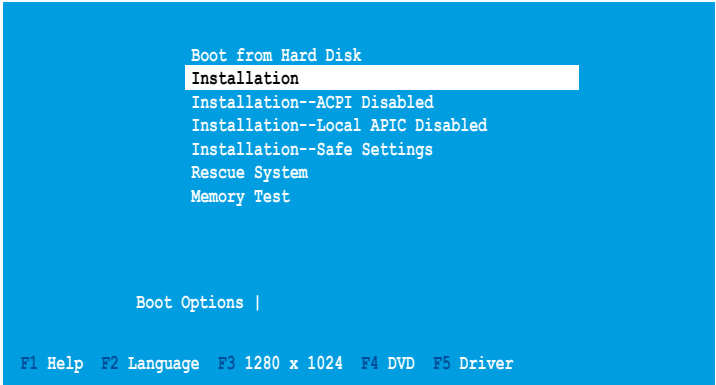 Boot from Hard Disk
Installation
Installation--ACPI Disabled
Installation--Local APIC Disabled
Installation--Safe Settings
Rescue System
Memory Test
Boot Options |
F1 Help F2 Language F3 1280 x 1024 F4 DVD F5 Driver